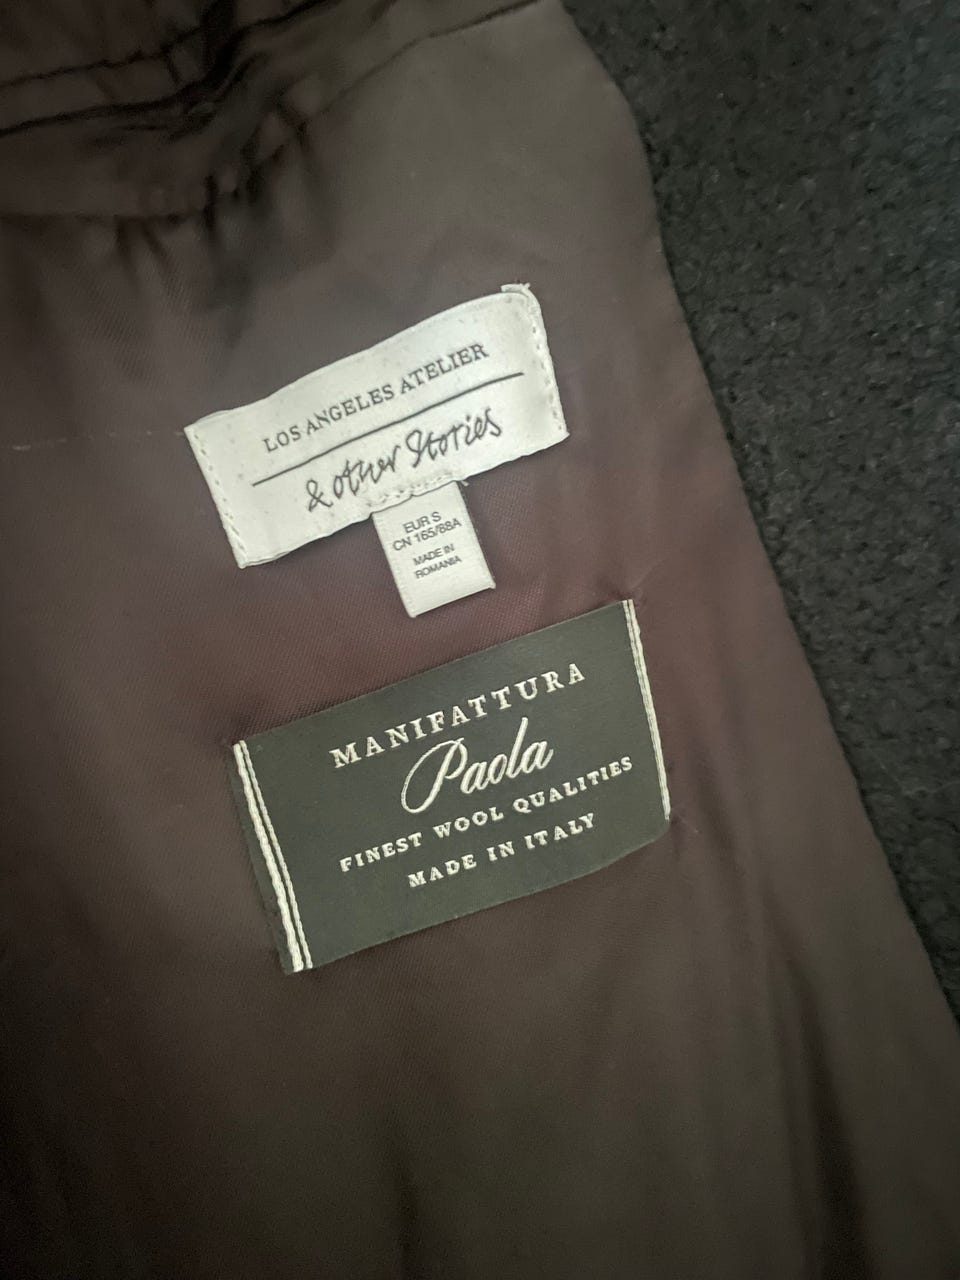 LOS ANGELES ATELIER
& other Stories
EUR S
CN 165/88A
MADE IN
ROMANIA
MANIFATTURA
Paola
FINEST WOOL QUALITIES
MADE IN ITALY